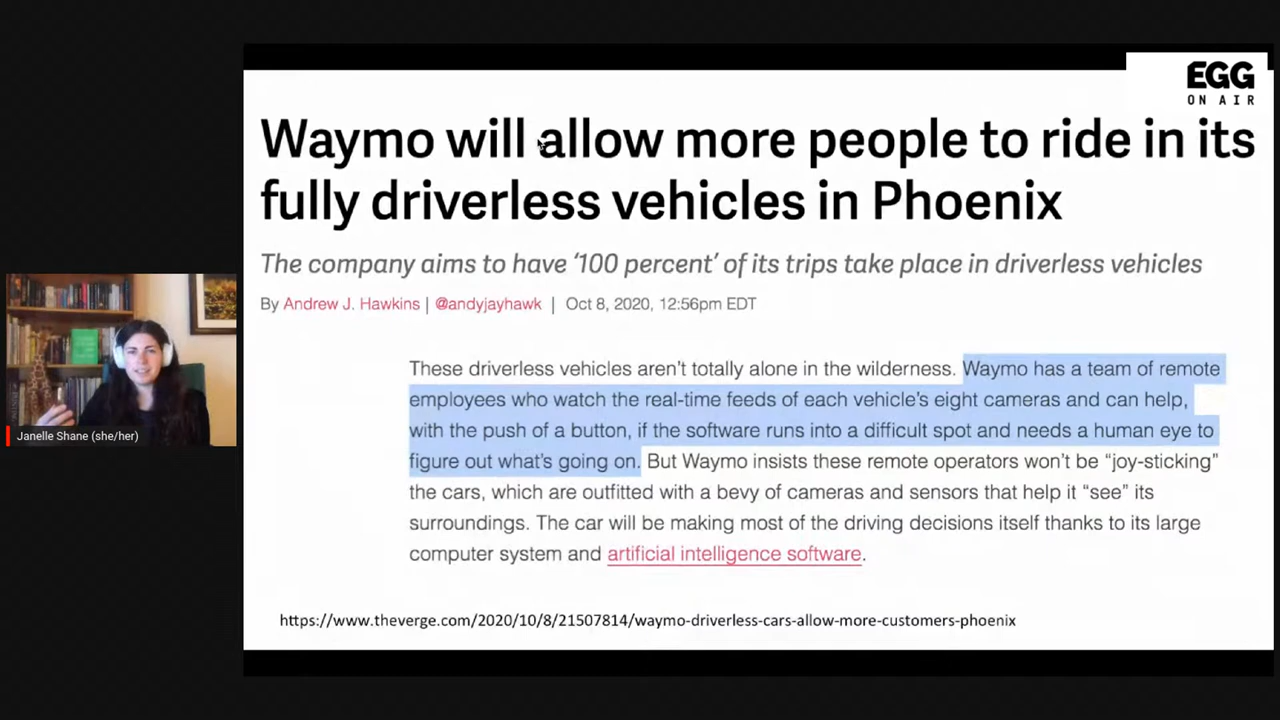 EGG
ON AIR
Waymo will allow more people to ride in its
fully driverless vehicles in Phoenix
The company aims to have ‘100 percent’ of its trips take place in driverless vehicles
By Andrew J. Hawkins | @andyjayhawk | Oct 8, 2020, 12:56pm EDT
These driverless vehicles aren’t totally alone in the wilderness. Waymo has a team of remote
employees who watch the real-time feeds of each vehicle’s eight cameras and can help,
with the push of a button, if the software runs into a difficult spot and needs a human eye to
figure out what’s going on. But Waymo insists these remote operators won’t be “joy-sticking”
the cars, which are outfitted with a bevy of cameras and sensors that help it “see” its
surroundings. The car will be making most of the driving decisions itself thanks to its large
computer system and artificial intelligence software.
https://www.theverge.com/2020/10/8/21507814/waymo-driverless-cars-allow-more-customers-phoenix
Janelle Shane (she/her)